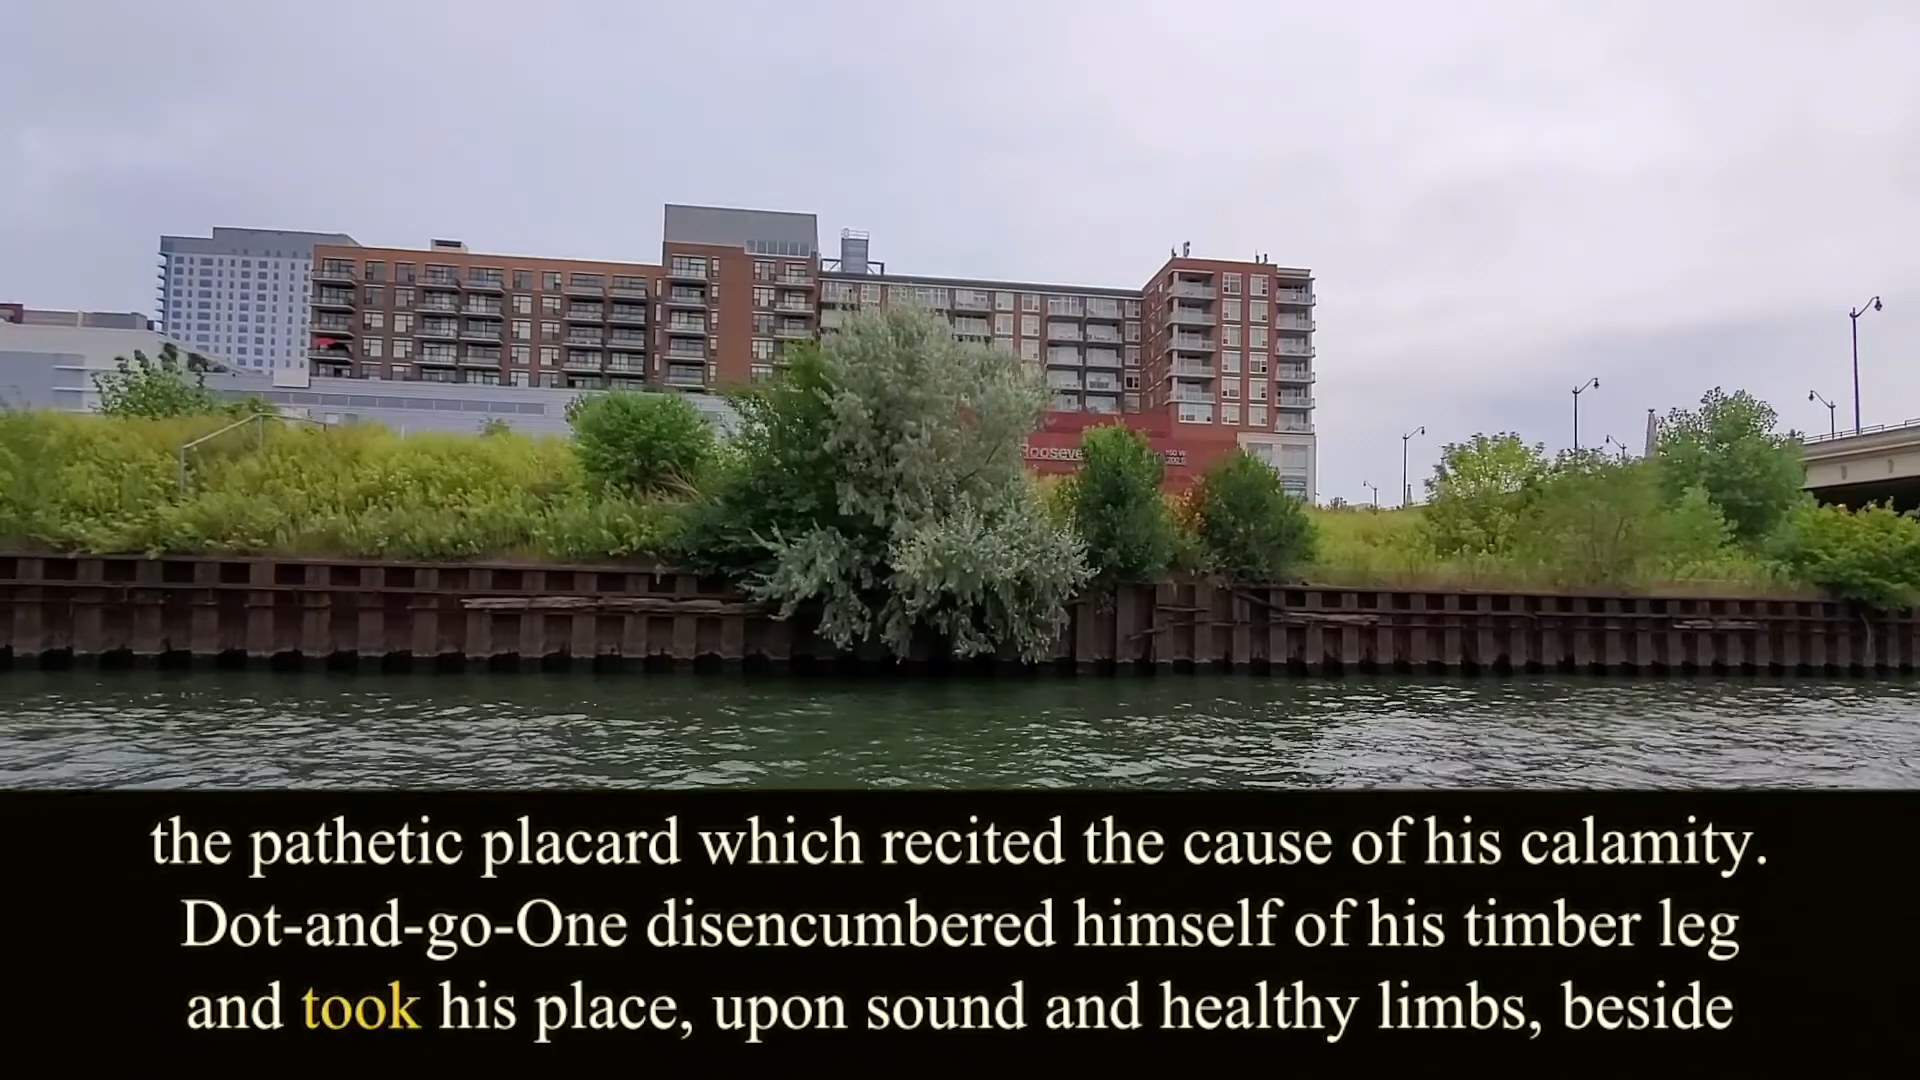 Rooseve
the pathetic placard which recited the cause of his calamity.
Dot-and-go-One disencumbered himself of his timber leg
and took his place, upon sound and healthy limbs, beside